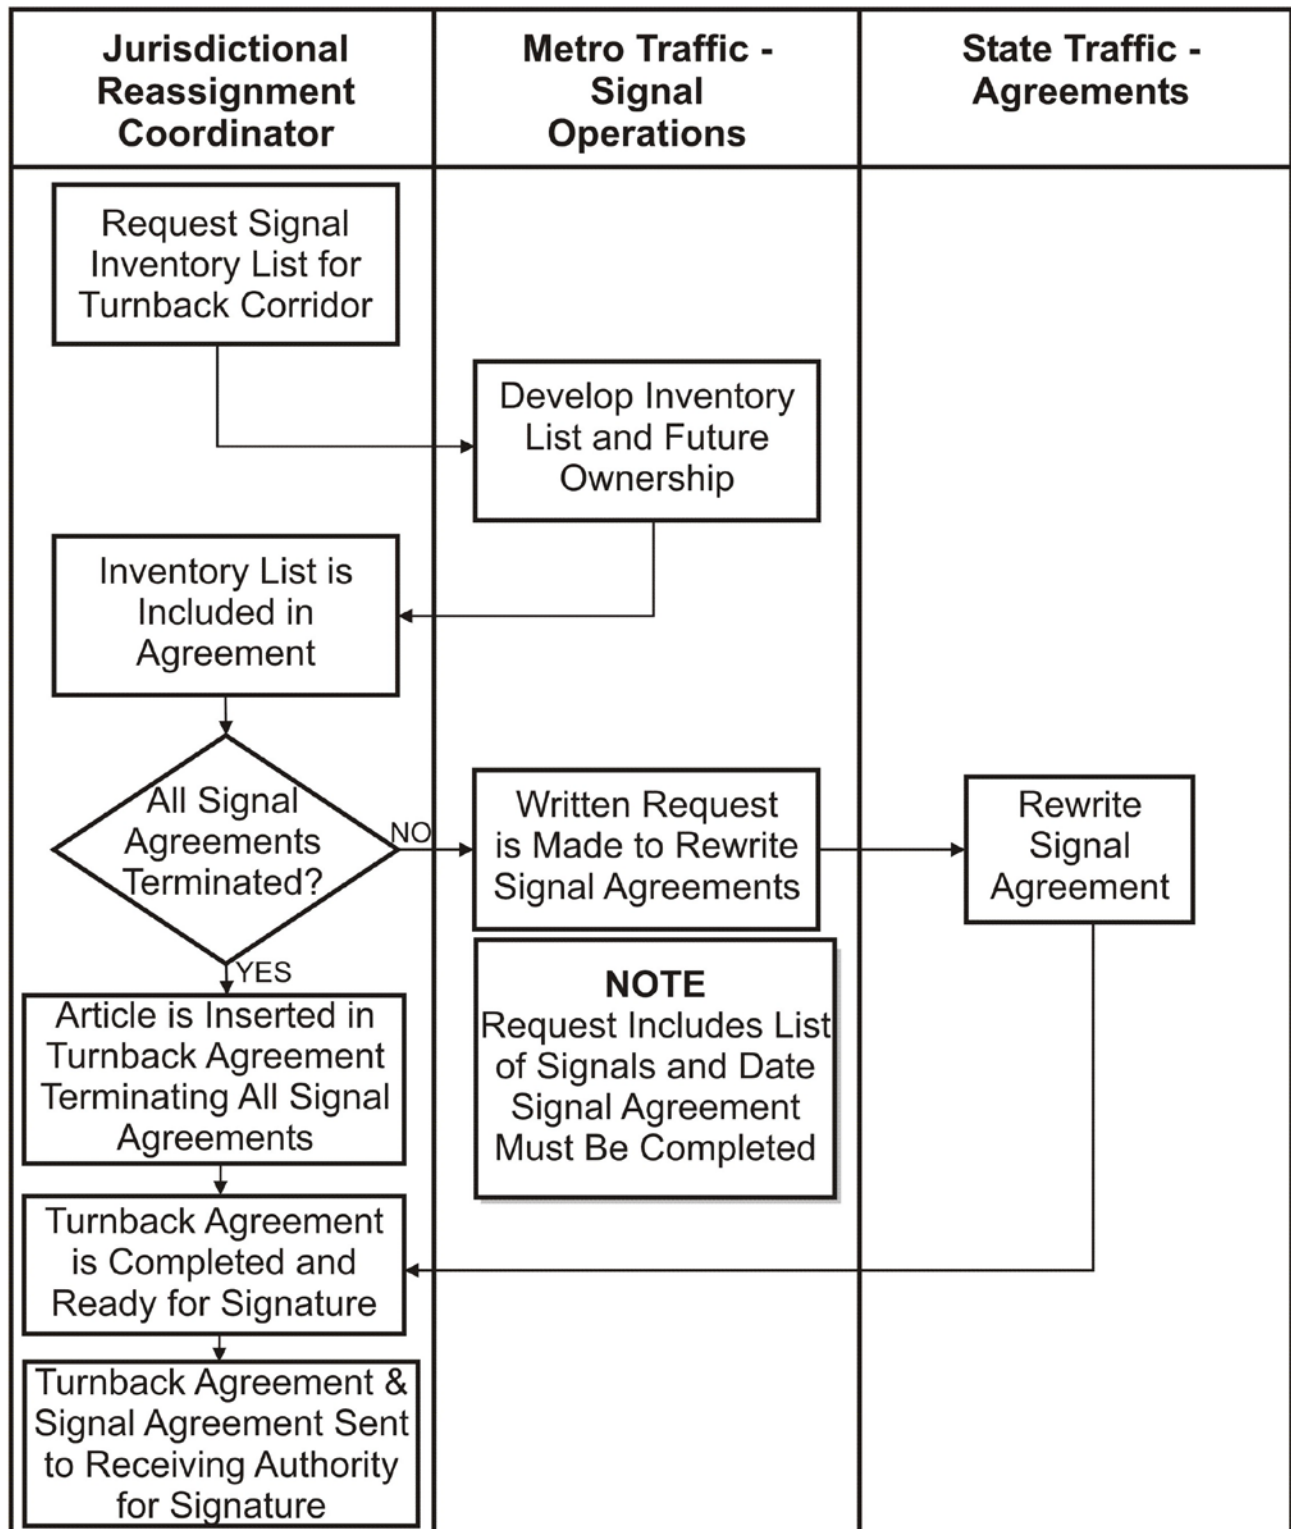 Jurisdictional
Reassignment
Coordinator
Metro Traffic -
Signal
Operations
State Traffic -
Agreements
Request Signal
Inventory List for
Turnback Corridor
Develop Inventory
List and Future
Ownership
Inventory List is
Included in
Agreement
All Signal
Agreements
Terminated?
NO
Written Request
is Made to Rewrite
Signal Agreements
Rewrite
Signal
Agreement
NOTE
Request Includes List
of Signals and Date
Signal Agreement
Must Be Completed
YES
Article is Inserted in
Turnback Agreement
Terminating All Signal
Agreements
Turnback Agreement
is Completed and
Ready for Signature
Turnback Agreement &
Signal Agreement Sent
to Receiving Authority
for Signature